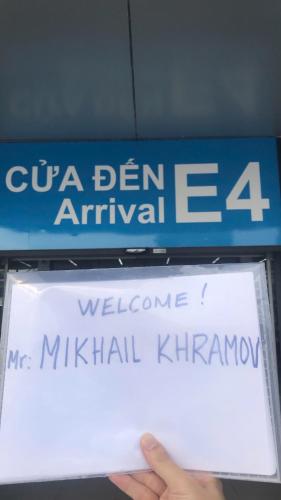 CỬA ĐẾN
Arrival E4
WELCOME !
Mr: MIKHAIL KHRAMOV